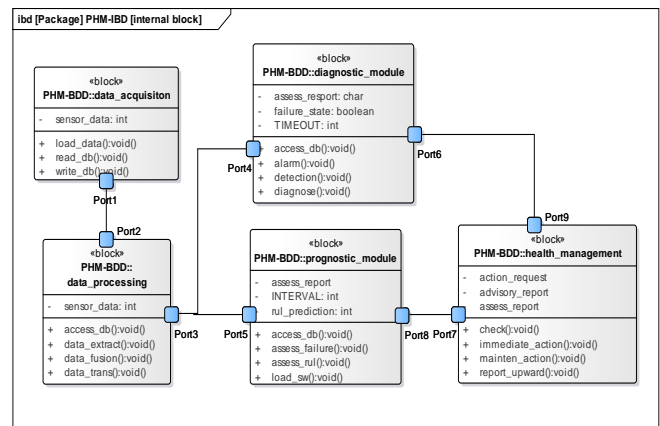 ibd [Package] PHM-IBD [internal block]
«block»
PHM-BDD::data_acquisiton
- sensor_data: int
+ load_data():void()
+ read_db():void()
+ write_db():void()
Port1
Port2
«block»
PHM-BDD::
data_processing
- sensor_data: int
+ access_db():void()
+ data_extract():void()
+ data_fusion():void()
+ data_trans():void()
Port3
«block»
PHM-BDD::diagnostic_module
- assess_resport: char
- failure_state: boolean
- TIMEOUT: int
+ access_db():void()
+ alarm():void()
+ detection():void()
+ diagnose():void()
Port4
Port6
«block»
PHM-BDD::prognostic_module
- assess_report
- INTERVAL: int
- rul_prediction: int
+ access_db():void()
+ assess_failure():void()
+ assess_rul():void()
+ load_sw():void()
Port5
Port8
Port9
«block»
PHM-BDD::health_management
- action_request
- advisory_report
- assess_report
+ check():void()
+ immediate_action():void()
+ mainten_action():void()
+ report_upward():void()
Port7